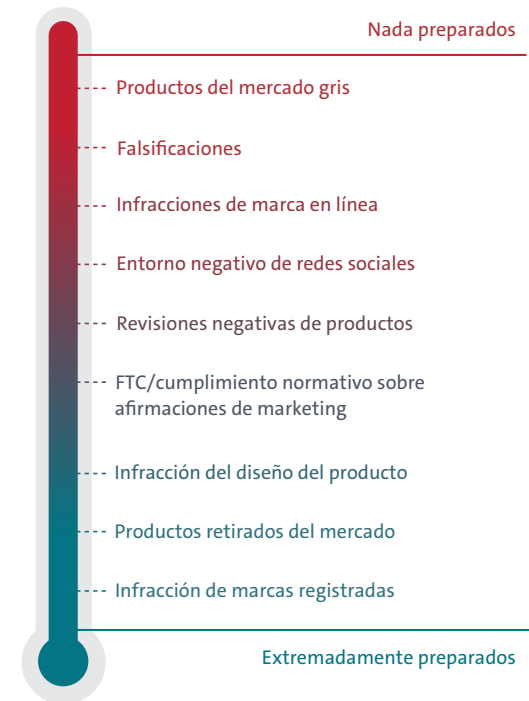 Nada preparados
Productos del mercado gris
Falsificaciones
Infracciones de marca en línea
Entorno negativo de redes sociales
Revisiones negativas de productos
FTC/cumplimiento normativo sobre
afirmaciones de marketing
Infracción del diseño del producto
Productos retirados del mercado
Infracción de marcas registradas
Extremadamente preparados